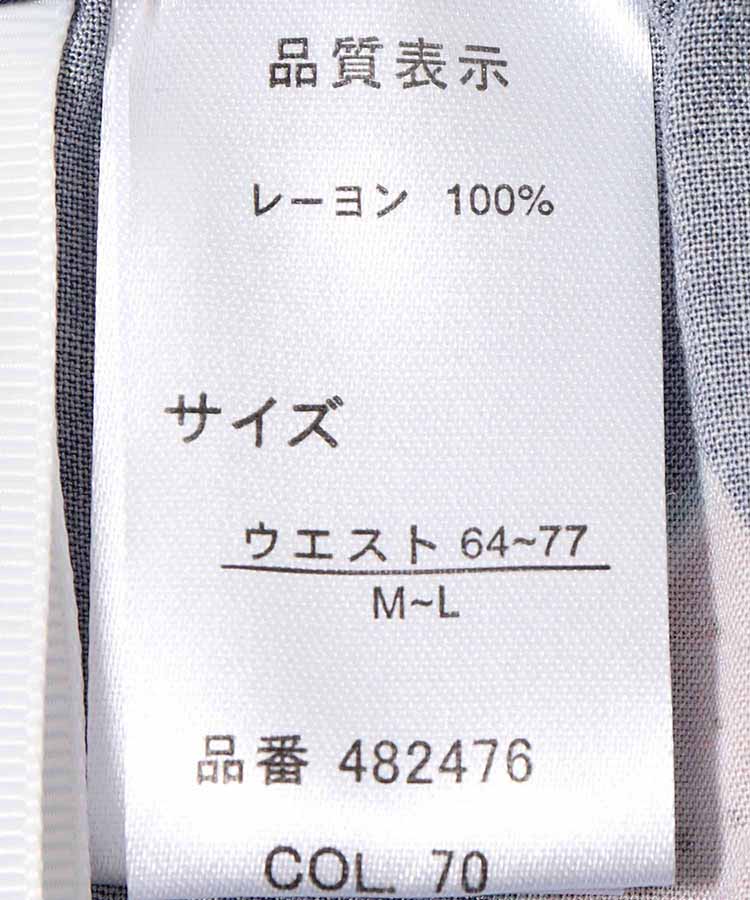 品質表示
レーヨン 100%
サイズ
ウエスト 64~77
M~L
品番 482476
COL. 70